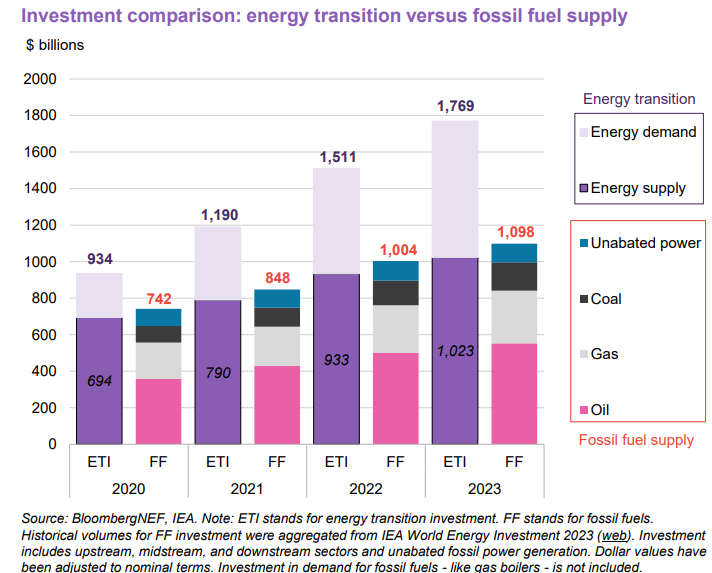 Investment comparison: energy transition versus fossil fuel supply
$ billions
2000
1800
1600
1400
1200
1000
800
600
400
200
0
934
742
694
1,190
848
790
1,511
1,004
933
1,769
1,098
1,023
ETI FF ETI FF ETI FF ETI FF
2020 2021 2022 2023
Energy transition
Energy demand
Energy supply
Unabated power
Coal
Gas
Oil
Fossil fuel supply
Source: BloombergNEF, IEA. Note: ETI stands for energy transition investment. FF stands for fossil fuels.
Historical volumes for FF investment were aggregated from IEA World Energy Investment 2023 (web). Investment
includes upstream, midstream, and downstream sectors and unabated fossil power generation. Dollar values have
been adjusted to nominal terms. Investment in demand for fossil fuels - like gas boilers - is not included.